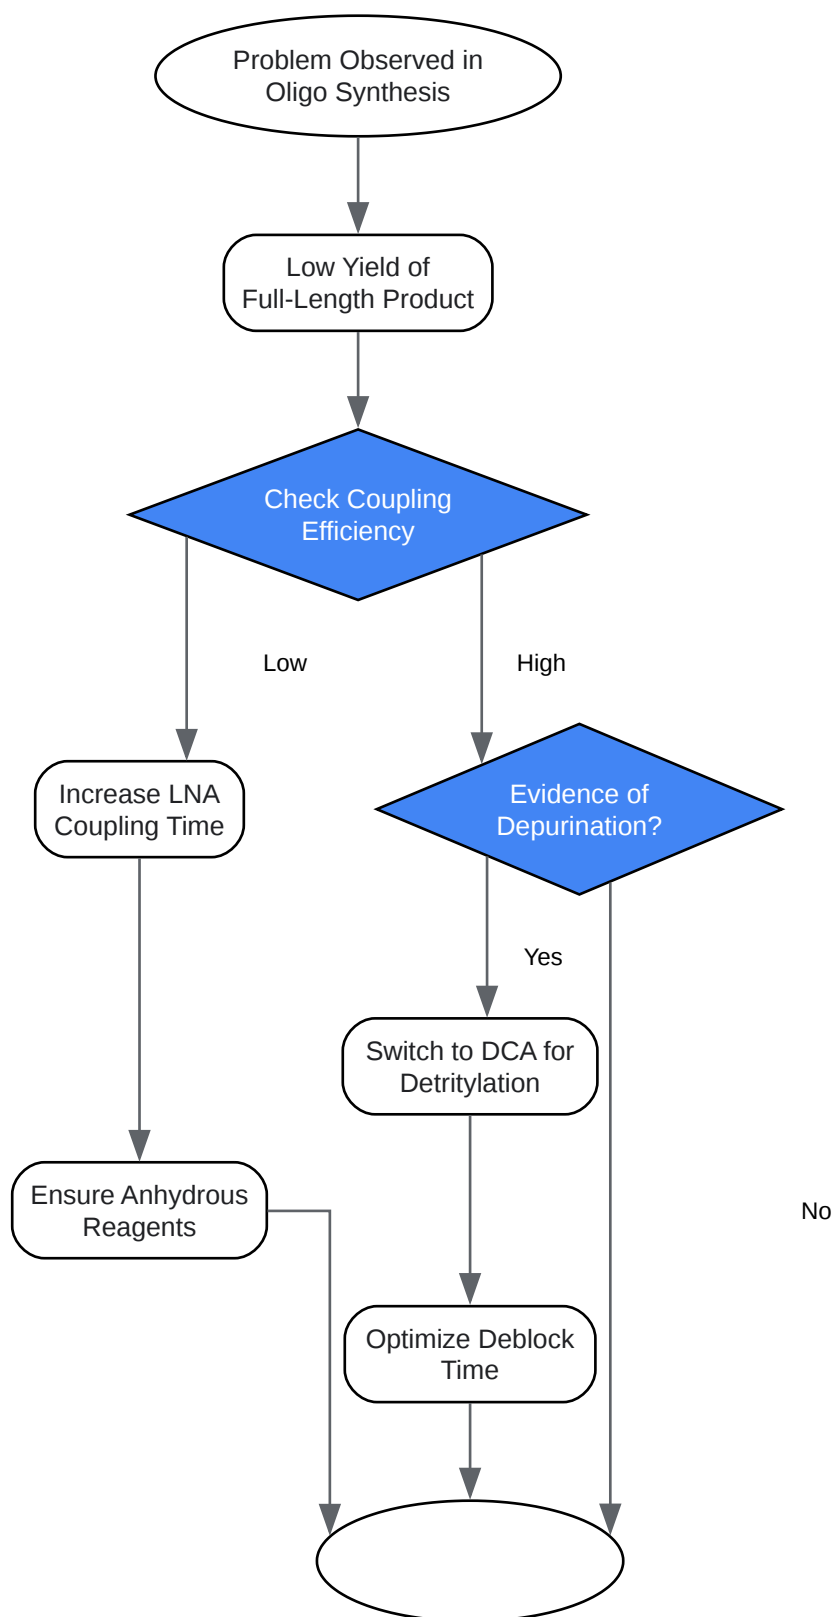 Problem Observed in
Oligo Synthesis
Low Yield of
Full-Length Product
Check Coupling
Efficiency
Low
High
Increase LNA
Coupling Time
Evidence of
Depurination?
Yes
Switch to DCA for
Detritylation
Ensure Anhydrous
Reagents
No
Optimize Deblock
Time